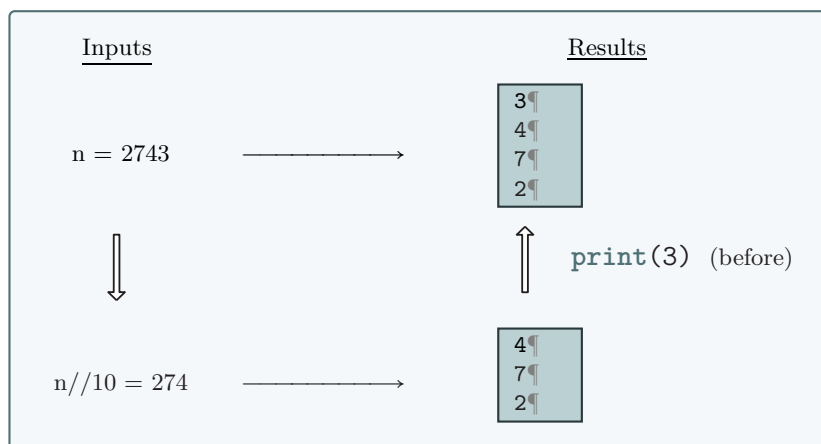 Inputs
Results
n = 2743
3¶
4¶
7¶
2¶
print(3) (before)
n//10 = 274
4¶
7¶
2¶